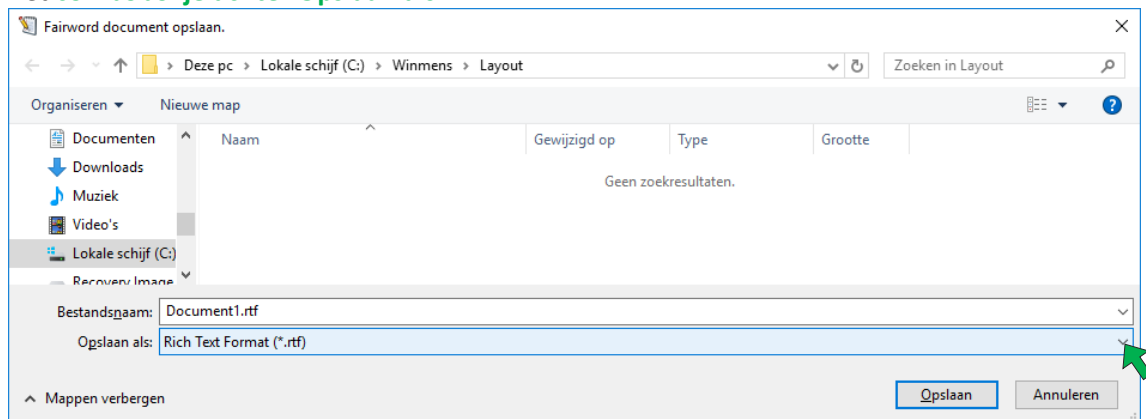 Fairword document opslaan.
Deze pc > Lokale schijf (C:) > Winmens > Layout
Zoeken in Layout
Organiseren
Nieuwe map
Naam Gewijzigd op Type Grootte
Documenten
Downloads
Muziek
Video's
Lokale schijf (C:)
Recovery Image
Geen zoekresultaten.
Bestandsnaam: Document1.rtf
Opslaan als: Rich Text Format (*.rtf)
Mappen verbergen
Opslaan
Annuleren